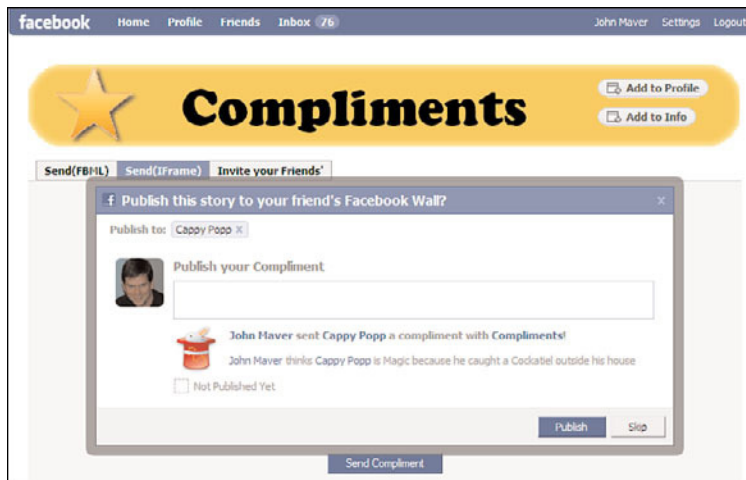 facebook Home Profile Friends Inbox 76 John Maver Settings Logout
Compliments
Add to Profile
Add to Info
Send(FBML) Send(IFrame) Invite your Friends'
f Publish this story to your friend's Facebook Wall? x
Publish to: Cappy Popp x
Publish your Compliment
John Maver sent Cappy Popp a compliment with Compliments!
John Maver thinks Cappy Popp is Magic because he caught a Cockatiel outside his house
Not Published Yet
Publish Skip
Send Compliment